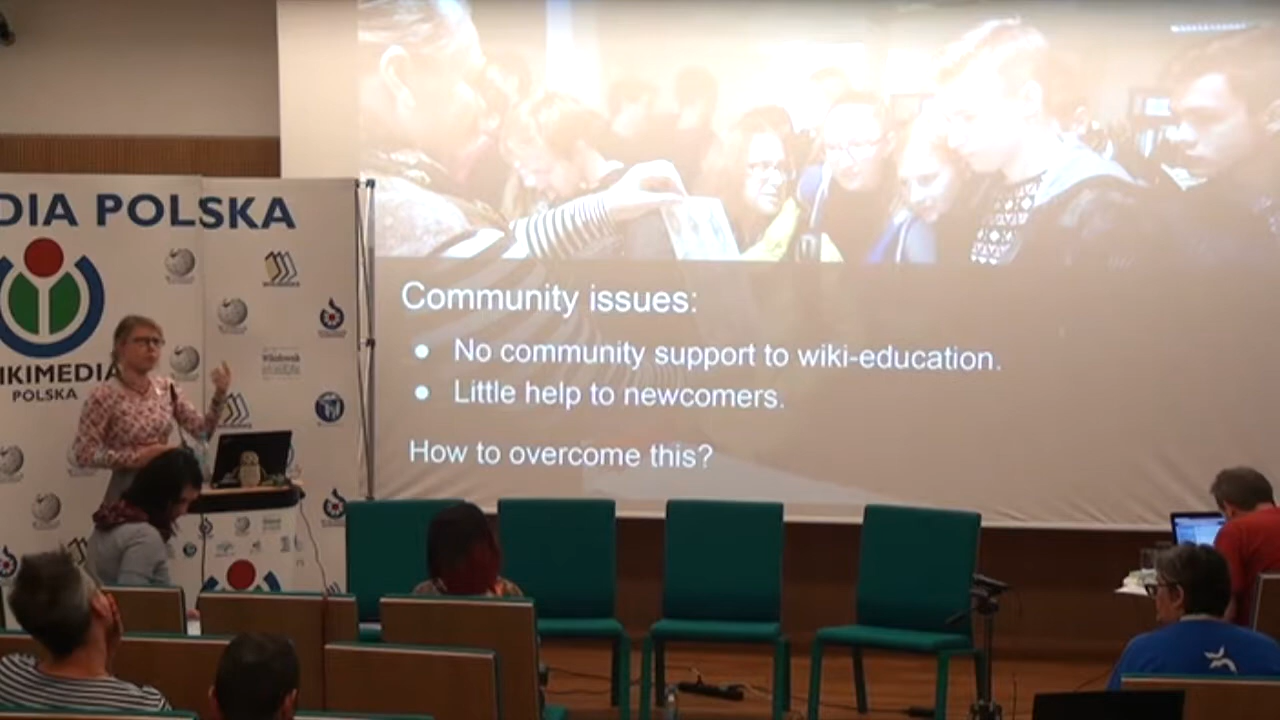 DIA POLSKA
IKIMEDIA
POLSKA
Community issues:
No community support to wiki-education.
Little help to newcomers.
How to overcome this?